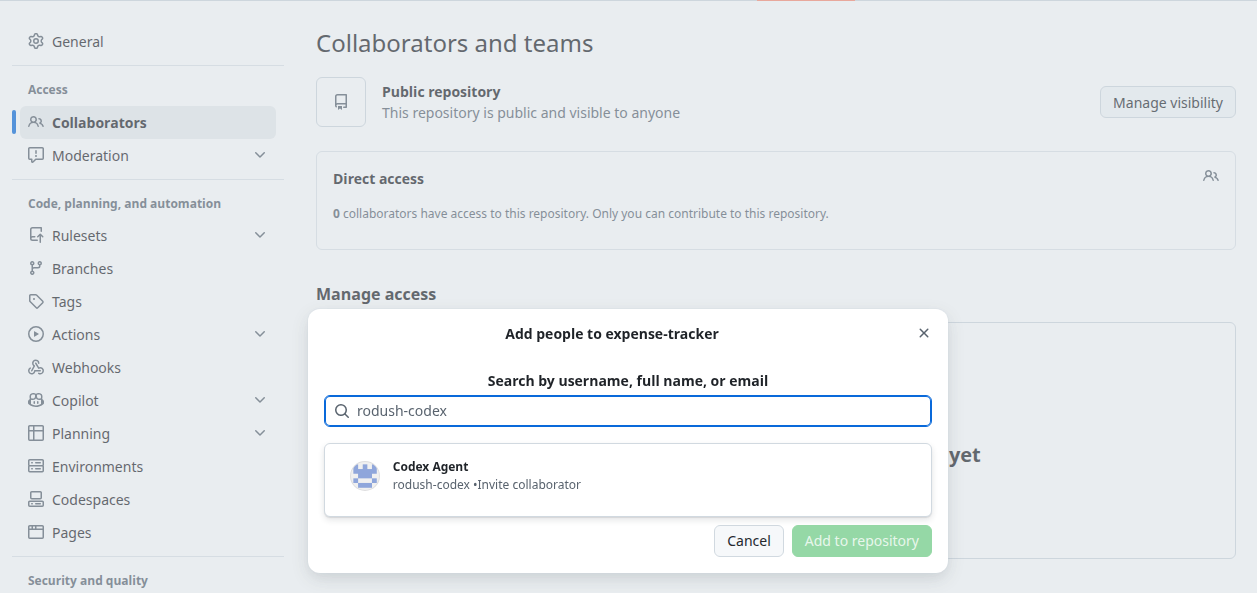 General
Access
Collaborators
Moderation
Code, planning, and automation
Rulesets
Branches
Tags
Actions
Webhooks
Copilot
Planning
Environments
Codespaces
Pages
Security and quality
Collaborators and teams
Public repository
This repository is public and visible to anyone
Manage visibility
Direct access
0 collaborators have access to this repository. Only you can contribute to this repository.
Manage access
yet
Add people to expense-tracker
Search by username, full name, or email
rodush-codex
Codex Agent
rodush-codex •Invite collaborator
Cancel
Add to repository